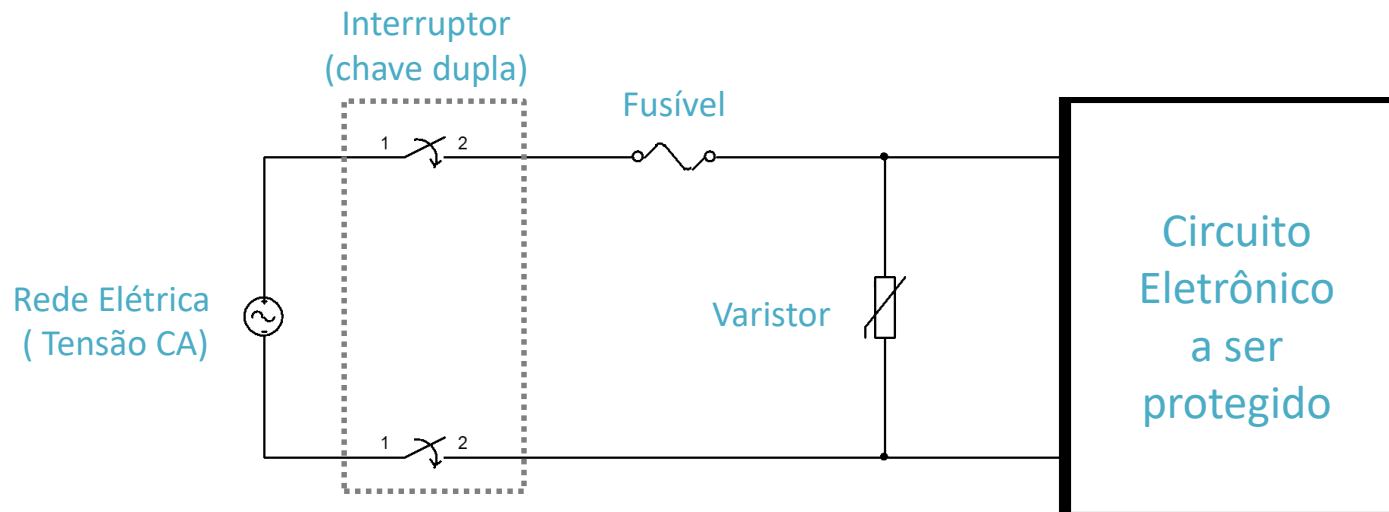 Interruptor
(chave dupla)
Fusível
1
2
Rede Elétrica
( Tensão CA)
Varistor
Circuito
Eletrônico
a ser
protegido
1
2